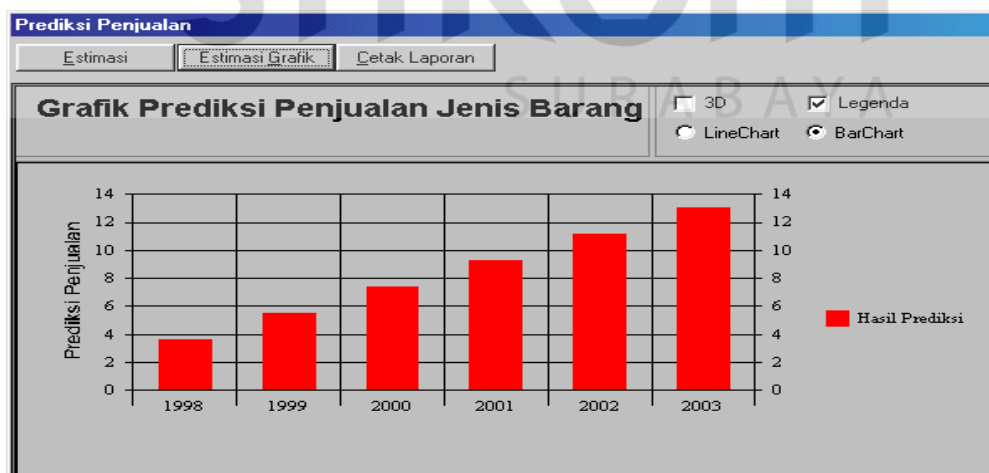 Prediksi Penjualan
Estimasi
Estimasi Grafik
Cetak Laporan
SURABAYA
Grafik Prediksi Penjualan Jenis Barang
3D
Legenda
LineChart
BarChart
Prediksi Penjualan
14
12
10
8
6
4
2
0
14
12
10
8
6
4
2
0
1998
1999
2000
2001
2002
2003
Hasil Prediksi